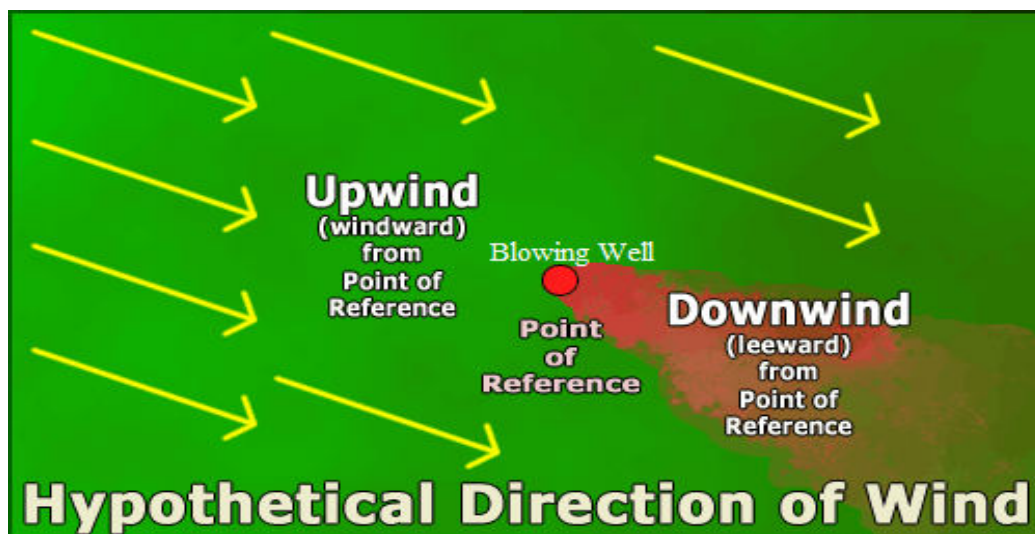 Upwind
(windward)
from
Point of
Reference
Blowing Well
Point
of
Reference
Downwind
(leeward)
from
Point of
Reference
Hypothetical Direction of Wind